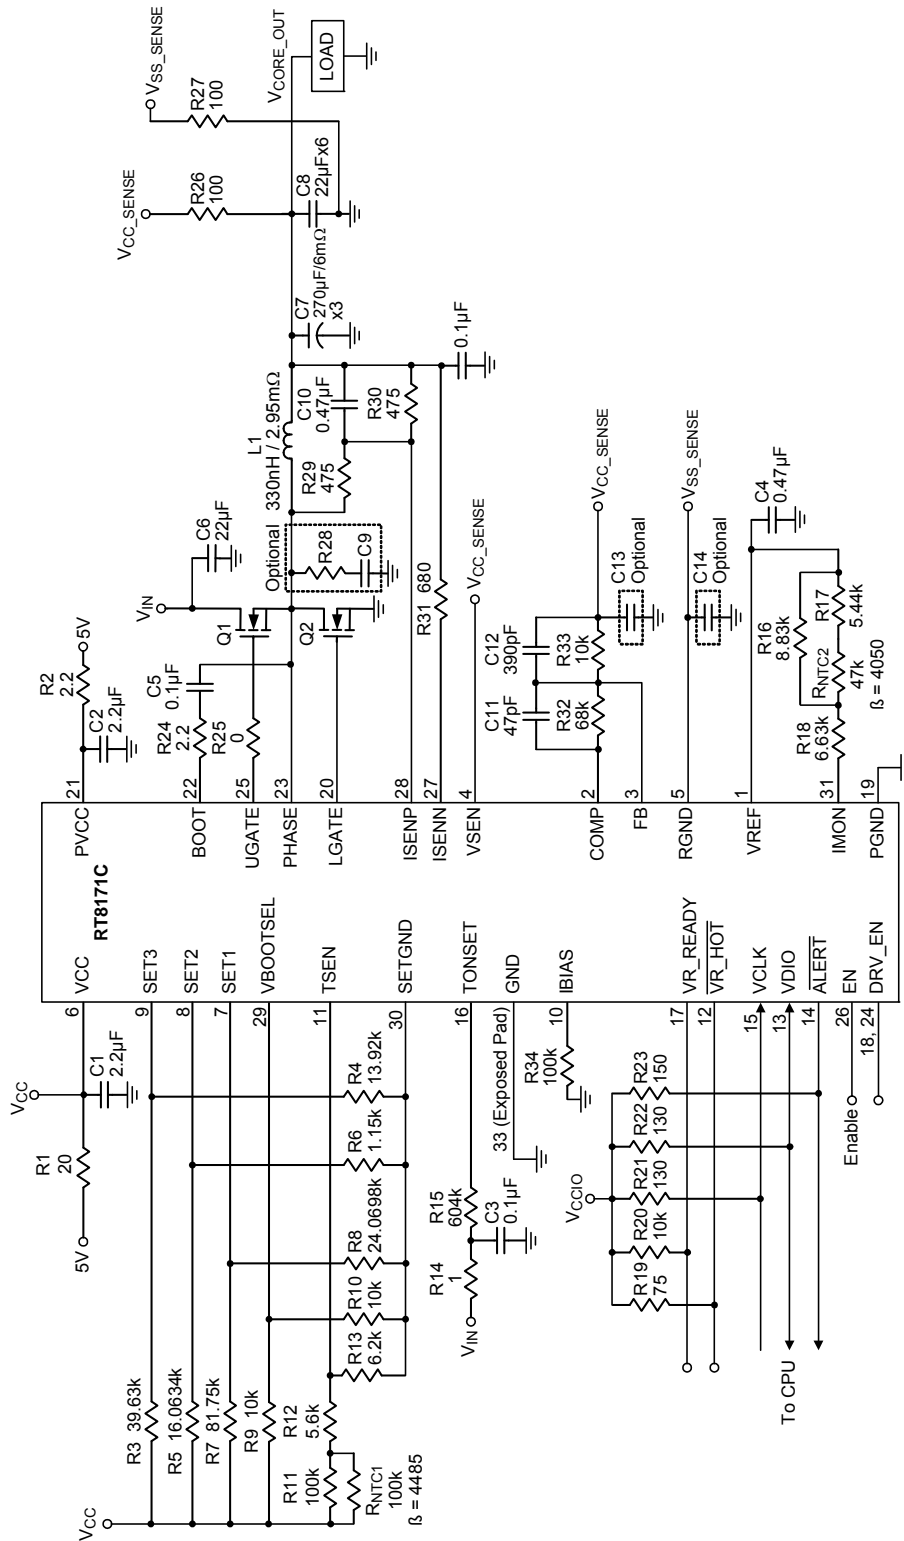 RT8171C
VCC
6
SET3
9
SET2
8
SET1
7
VBOOTSEL
29
TSEN
11
SETGND
30
TONSET
16
GND
33 (Exposed Pad)
IBIAS
10
VR_READY
17
VR_HOT
12
VCLK
15
VDIO
13
ALERT
14
EN
26
DRV_EN
18, 24
PVCC
21
BOOT
22
UGATE
25
PHASE
23
LGATE
20
ISENP
28
ISENN
27
VSEN
4
COMP
2
FB
3
RGND
5
VREF
1
IMON
31
PGND
19
VCC
5V
R1
20
C1
2.2µF
VCC
R3 39.63k
R5 16.0634k
R7 81.75k
R9 10k
R12
5.6k
R11
100k
RNTC1
100k
ß = 4485
R4
13.92k
R6
1.15k
R8
24.0698k
R10
10k
R13
6.2k
VIN
R14
1
R15
604k
C3
0.1µF
R34
100k
VCCIO
R19
75
R20
10k
R21
130
R22
130
R23
150
To CPU
Enable
5V
R2
2.2
C2
2.2µF
R24
2.2
C5
0.1µF
R25
0
VIN
C6
22µF
Q1
Q2
Optional
R28
C9
L1
330nH / 2.95mΩ
R29
475
C10
0.47µF
R30
475
R31 680
0.1µF
C7
270µF/6mΩ
x3
C8
22µFx6
VCC_SENSE
R26
100
VSS_SENSE
R27
100
VCORE_OUT
LOAD
VCC_SENSE
C11
47pF
C12
390pF
R32
68k
R33
10k
VCC_SENSE
C13
Optional
VSS_SENSE
C14
Optional
C4
0.47µF
R16
8.83k
R17
5.44k
RNTC2
47k
ß = 4050
R18
6.63k